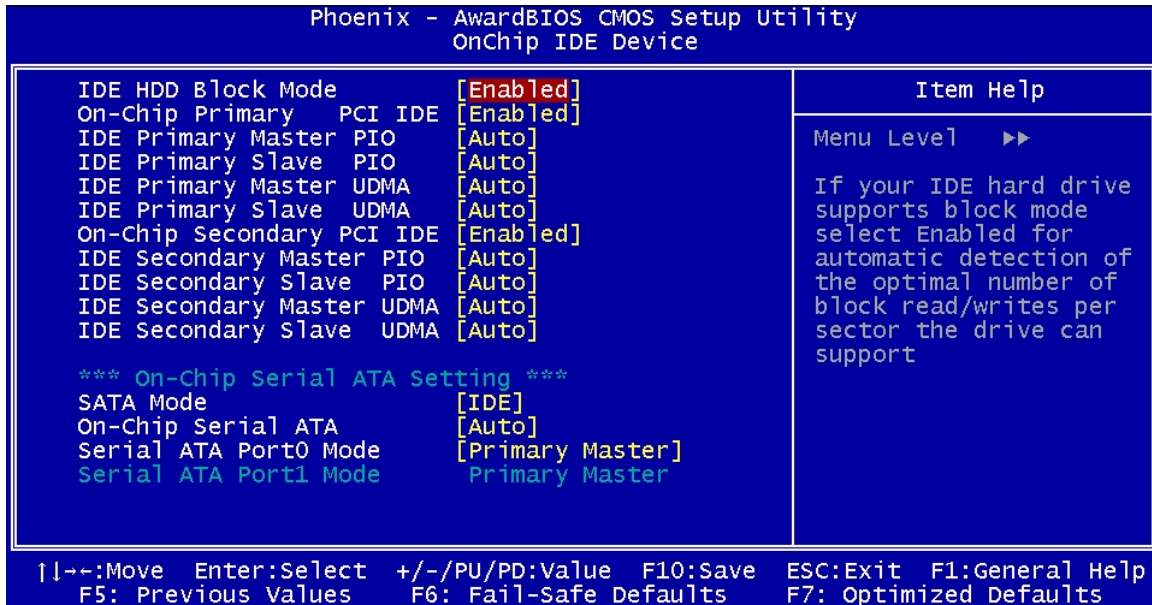 Phoenix - AwardBIOS CMOS Setup Utility
OnChip IDE Device
IDE HDD Block Mode [Enabled]
On-Chip Primary PCI IDE [Enabled]
IDE Primary Master PIO [Auto]
IDE Primary Slave PIO [Auto]
IDE Primary Master UDMA [Auto]
IDE Primary Slave UDMA [Auto]
On-Chip Secondary PCI IDE [Enabled]
IDE Secondary Master PIO [Auto]
IDE Secondary Slave PIO [Auto]
IDE Secondary Master UDMA [Auto]
IDE Secondary Slave UDMA [Auto]
*** On-Chip Serial ATA Setting ***
SATA Mode [IDE]
On-Chip Serial ATA [Auto]
Serial ATA Port0 Mode [Primary Master]
Serial ATA Port1 Mode Primary Master
Item Help
Menu Level ▸▸
If your IDE hard drive
supports block mode
select Enabled for
automatic detection of
the optimal number of
block read/writes per
sector the drive can
support
↑↓→←:Move Enter:Select +/-/PU/PD:Value F10:Save ESC:Exit F1:General Help
F5: Previous Values F6: Fail-Safe Defaults F7: Optimized Defaults